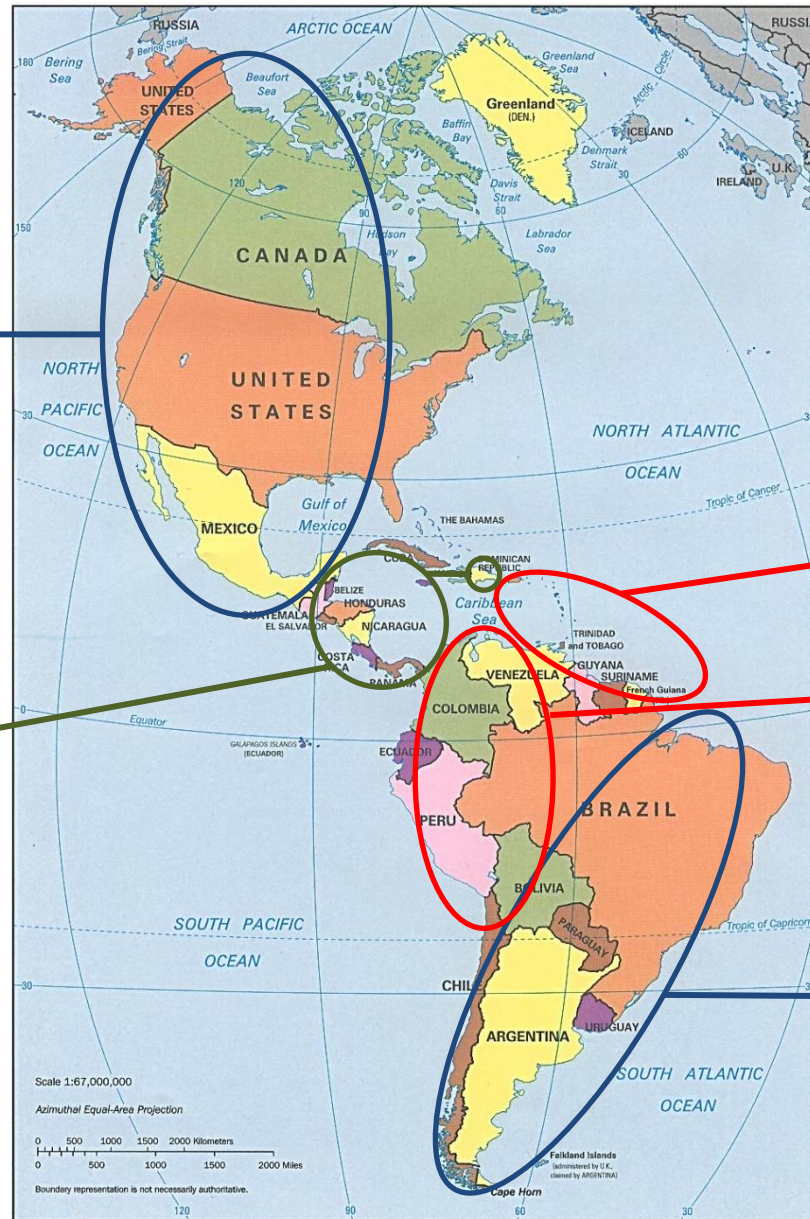 RUSSIA
ARCTIC OCEAN
RUSSI
Bering Strait
180
Bering
Sea
Beaufort
Sea
Greenland
Sea
UNITED
STATES
Greenland
(DEN.)
Arctic Circle
Baffin
Bay
ICELAND
Denmark
Strait
60
U.K.
IRELAND
120
Davis
Strait
30
150
90
60
Hudson
Bay
Labrador
Sea
CANADA
NORTH
PACIFIC
OCEAN
UNITED
STATES
30
30
NORTH ATLANTIC
OCEAN
Tropic of Cancer
Gulf of
Mexico
MEXICO
THE BAHAMAS
CUBA
DOMINICAN
REPUBLIC
BELIZE
HONDURAS
Caribbean
Sea
GUATEMALA
EL SALVADOR
NICARAGUA
TRINIDAD
and TOBAGO
COSTA
RICA
PANAMA
VENEZUELA
GUYANA
SURINAME
French Guiana
COLOMBIA
0
Equator
GALAPAGOS ISLANDS
(ECUADOR)
ECUADOR
PERU
BRAZIL
BOLIVIA
SOUTH PACIFIC
OCEAN
PARAGUAY
Tropic of Capricorn
30
30
CHILE
ARGENTINA
URUGUAY
SOUTH ATLANTIC
OCEAN
Scale 1:67,000,000
Azimuthal Equal-Area Projection
0 500 1000 1500 2000 Kilometers
0 500 1000 1500 2000 Miles
Falkland Islands
(administered by U.K.,
claimed by ARGENTINA)
Boundary representation is not necessarily authoritative.
Cape Horn
120
90
60
30